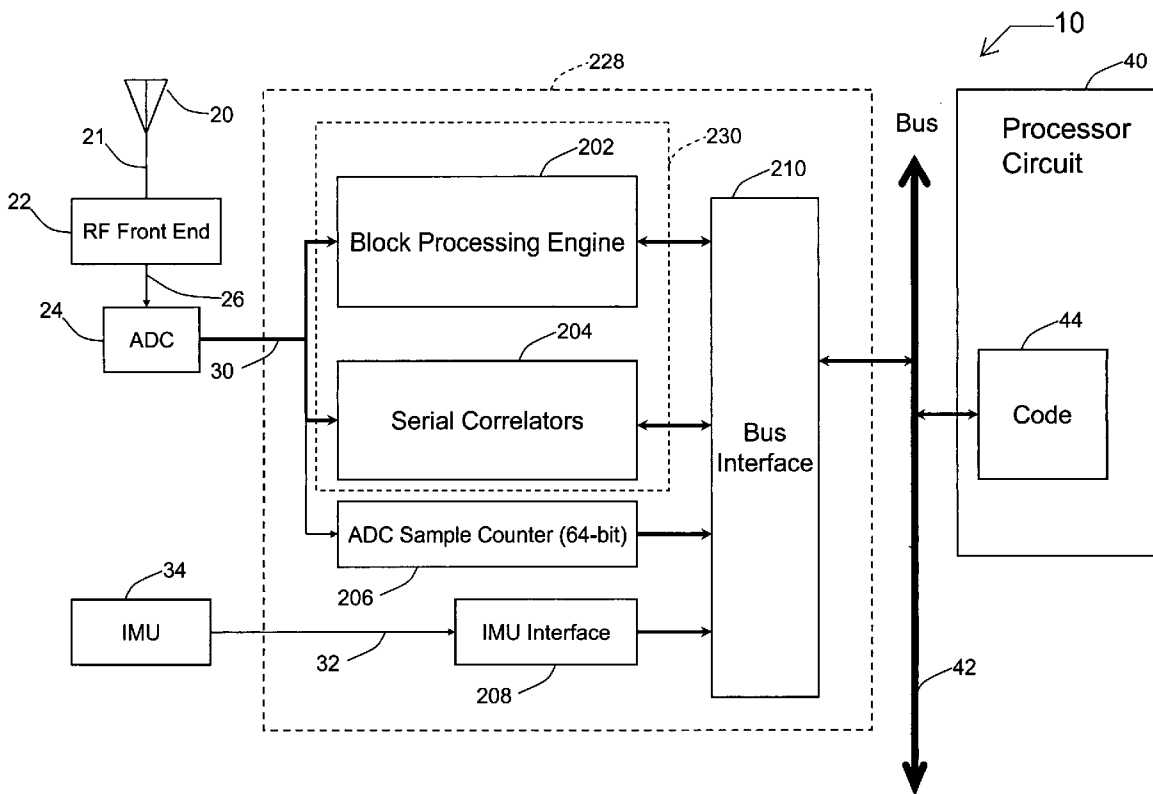 10
228
40
20
Bus
Processor
Circuit
21
202
230
210
22
RF Front End
Block Processing Engine
26
24
ADC
204
44
30
Serial Correlators
Code
Bus
Interface
34
ADC Sample Counter (64-bit)
206
IMU
IMU Interface
32
208
42